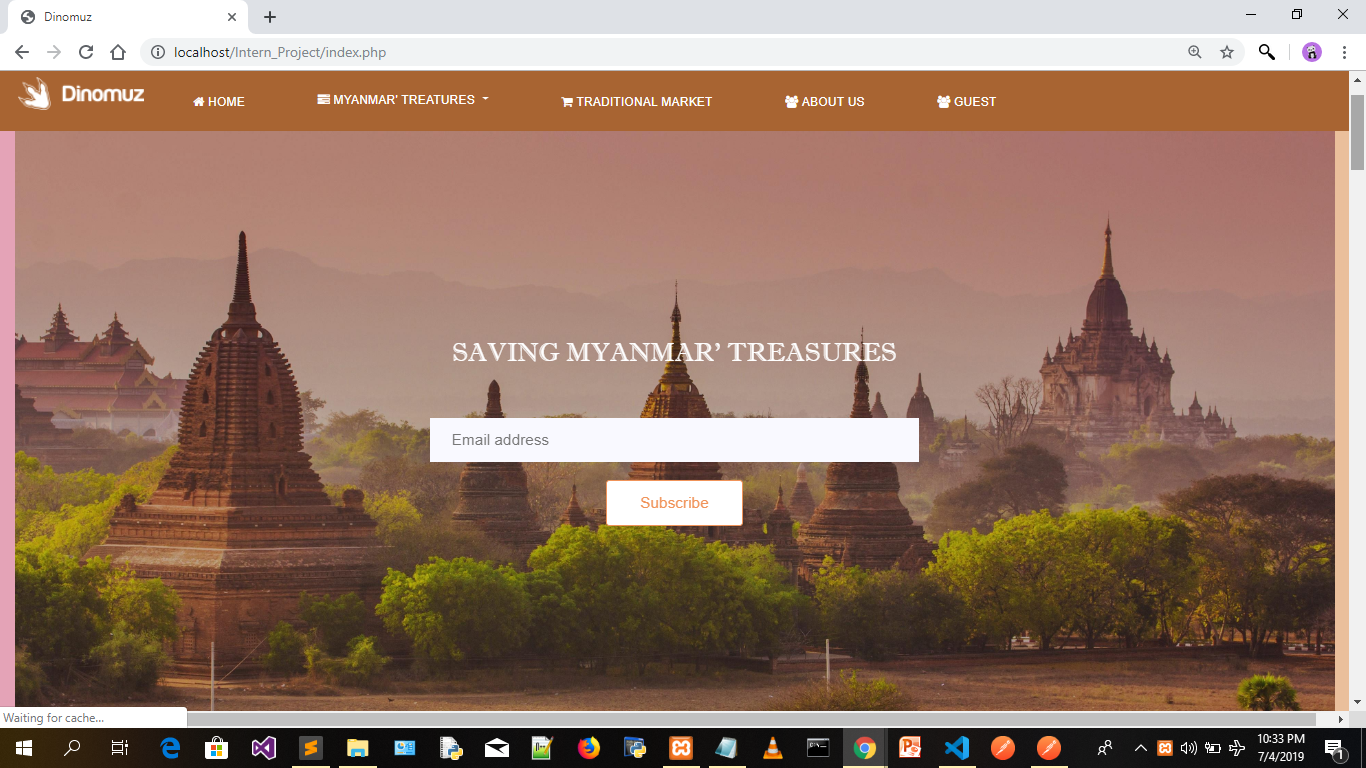 Dinomuz
localhost/Intern_Project/index.php
Dinomuz
HOME
MYANMAR' TREATURES
TRADITIONAL MARKET
ABOUT US
GUEST
SAVING MYANMAR’ TREASURES
Email address
Subscribe
Waiting for cache...
10:33 PM
7/4/2019
1